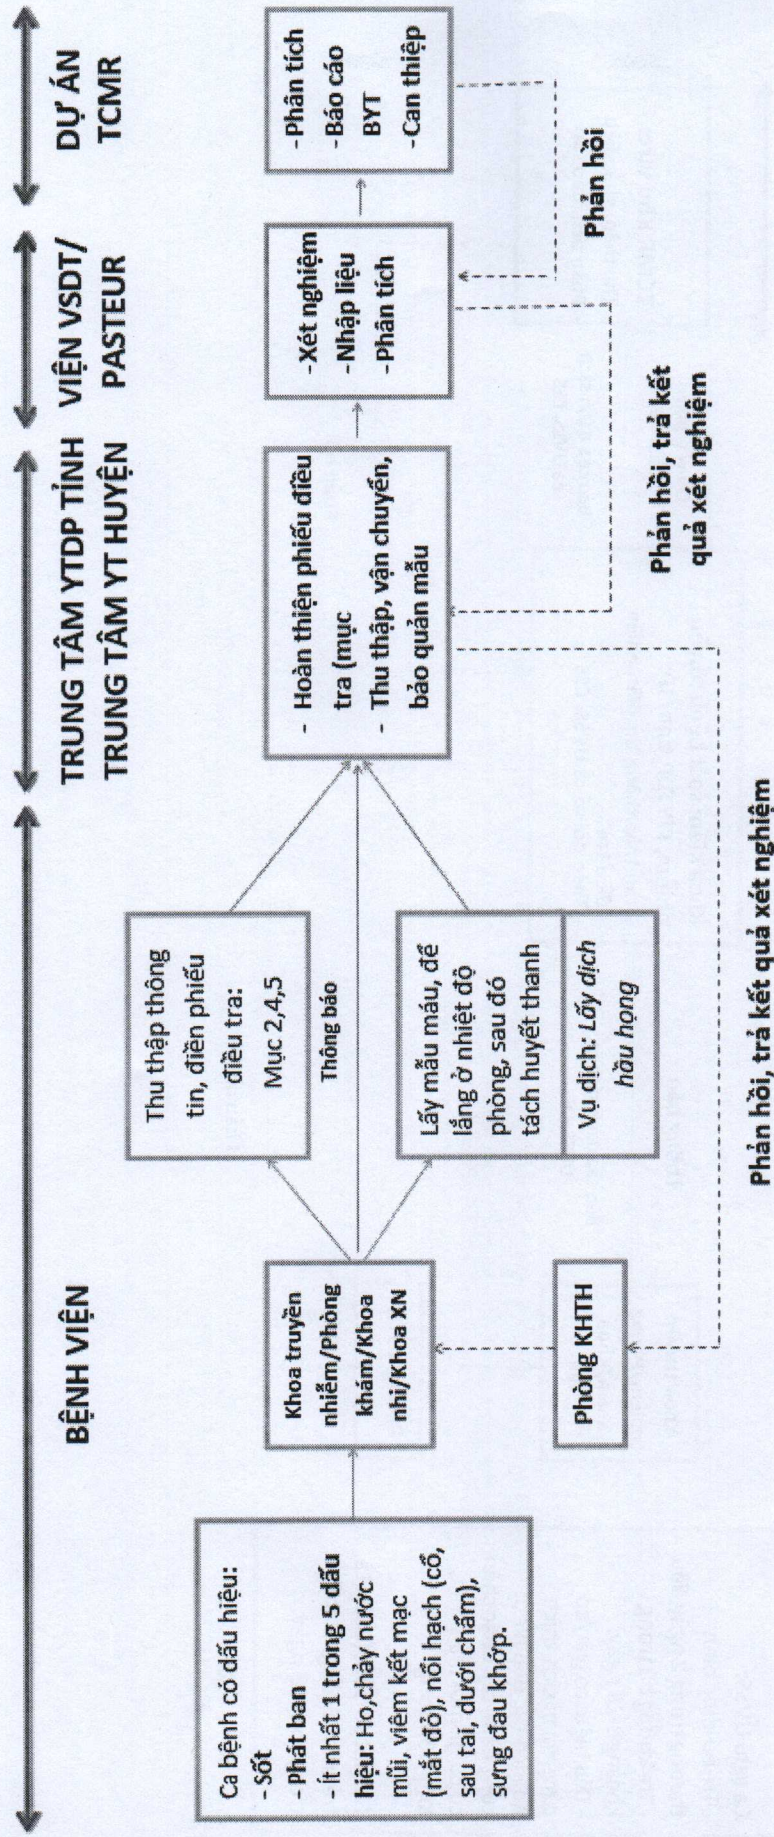 BỆNH VIỆN
TRUNG TÂM YTDP TỈNH
TRUNG TÂM YT HUYỆN
VIỆN VSDT/
PASTEUR
DỰ ÁN
TCMR
Ca bệnh có dấu hiệu:
- Sốt
- Phát ban
- Ít nhất 1 trong 5 dấu
hiệu: Ho,chảy nước
mũi, viêm kết mạc
(mắt đỏ), nổi hạch (cổ,
sau tai, dưới chẩm),
sưng đau khớp.
Khoa truyền
nhiễm/Phòng
khám/Khoa
nhi/Khoa XN
Phòng KHTH
Thu thập thông
tin, điền phiếu
điều tra:
Mục 2,4,5
Thông báo
Lấy mẫu máu, để
lắng ở nhiệt độ
phòng, sau đó
tách huyết thanh
Vụ dịch: Lấy dịch
hầu họng
- Hoàn thiện phiếu điều
tra (mục
- Thu thập, vận chuyển,
bảo quản mẫu
-Xét nghiệm
-Nhập liệu
-Phân tích
-Phân tích
-Báo cáo
BYT
-Can thiệp
Phản hồi
Phản hồi, trả kết
quả xét nghiệm
Phản hồi, trả kết quả xét nghiệm